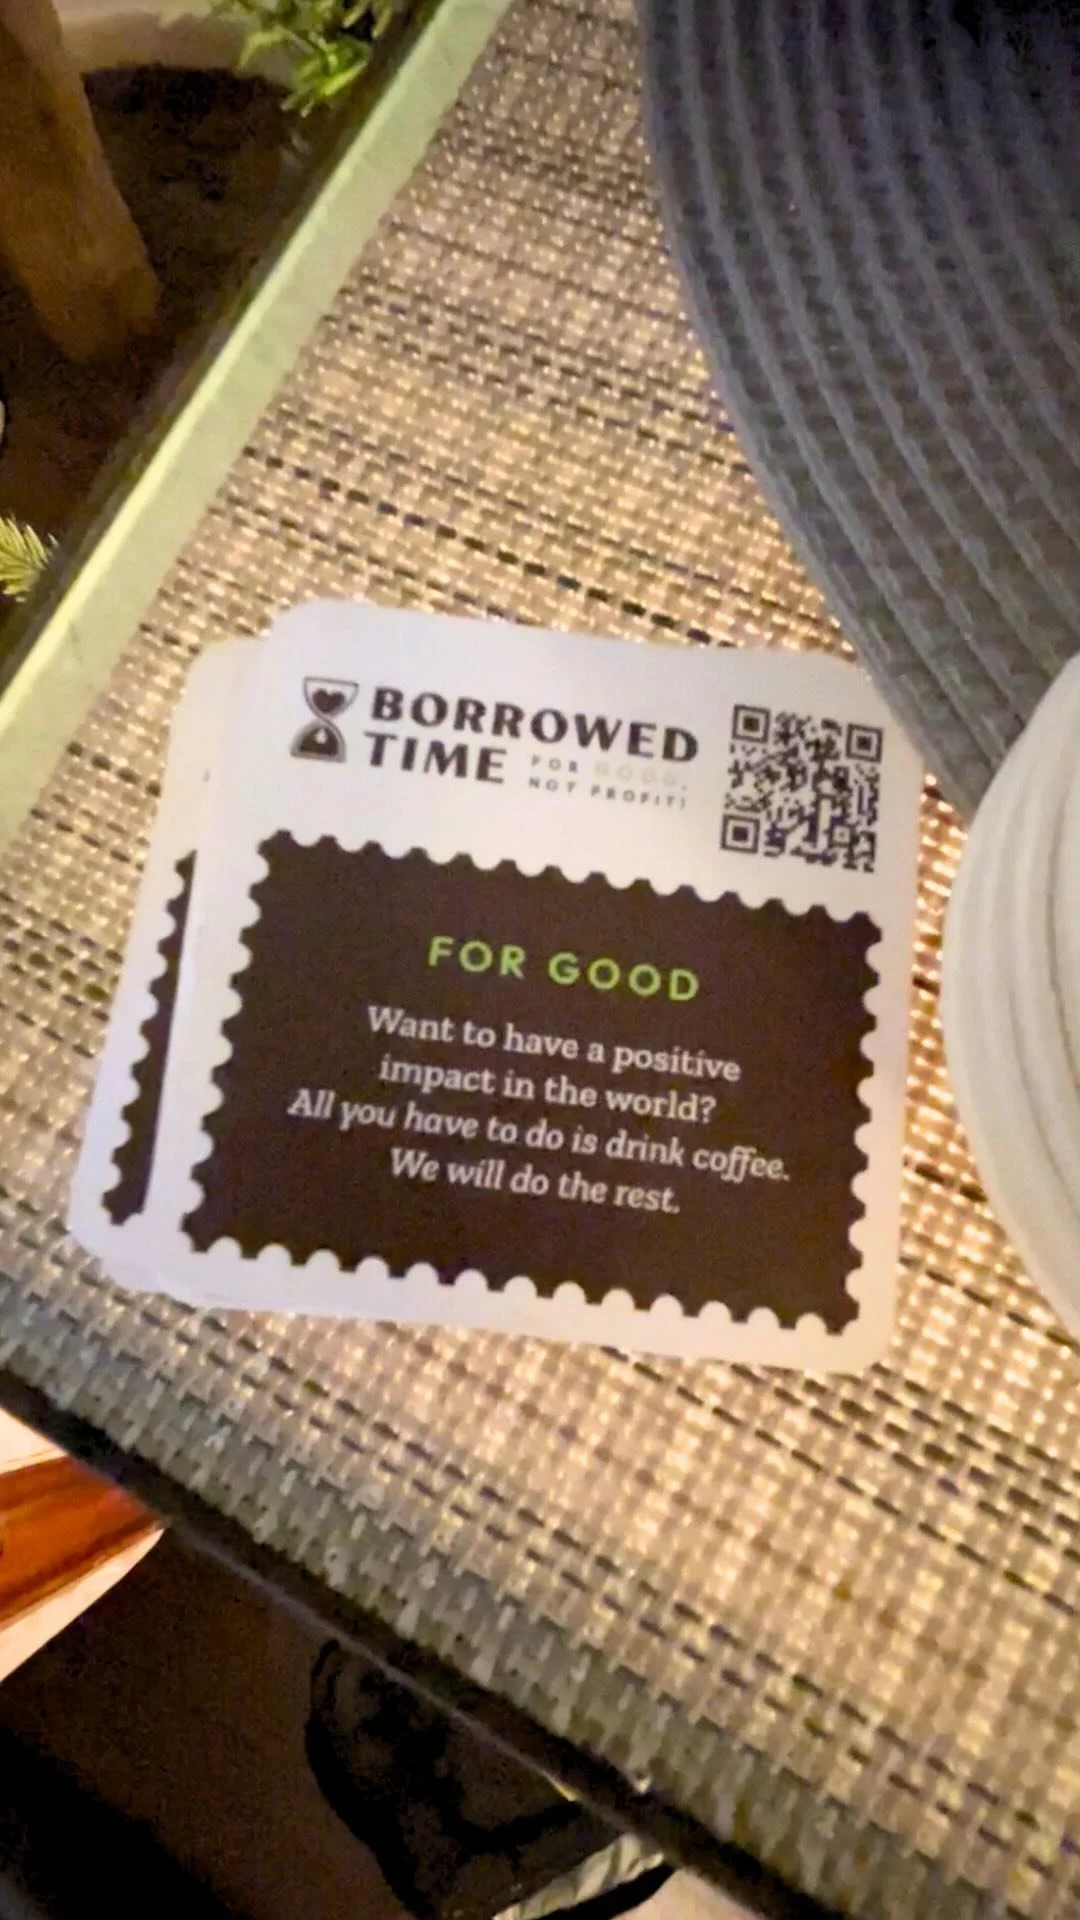 BORROWED
TIME
FOR GOOD,
NOT PROFIT!
FOR GOOD
Want to have a positive
impact in the world?
All you have to do is drink coffee.
We will do the rest.